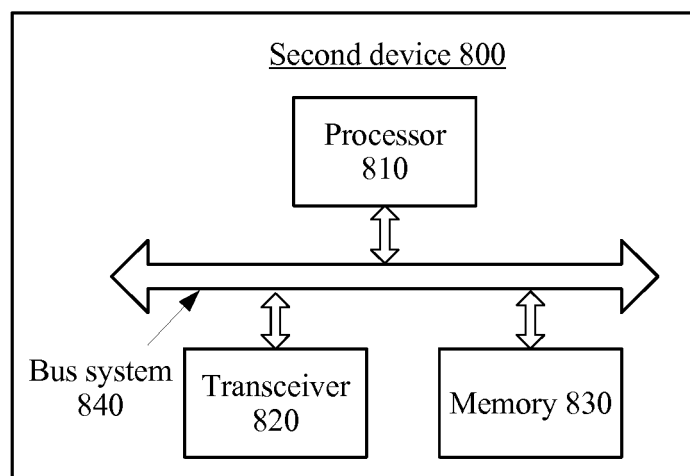 Second device 800
Processor
810
Bus system
840
Transceiver
820
Memory 830